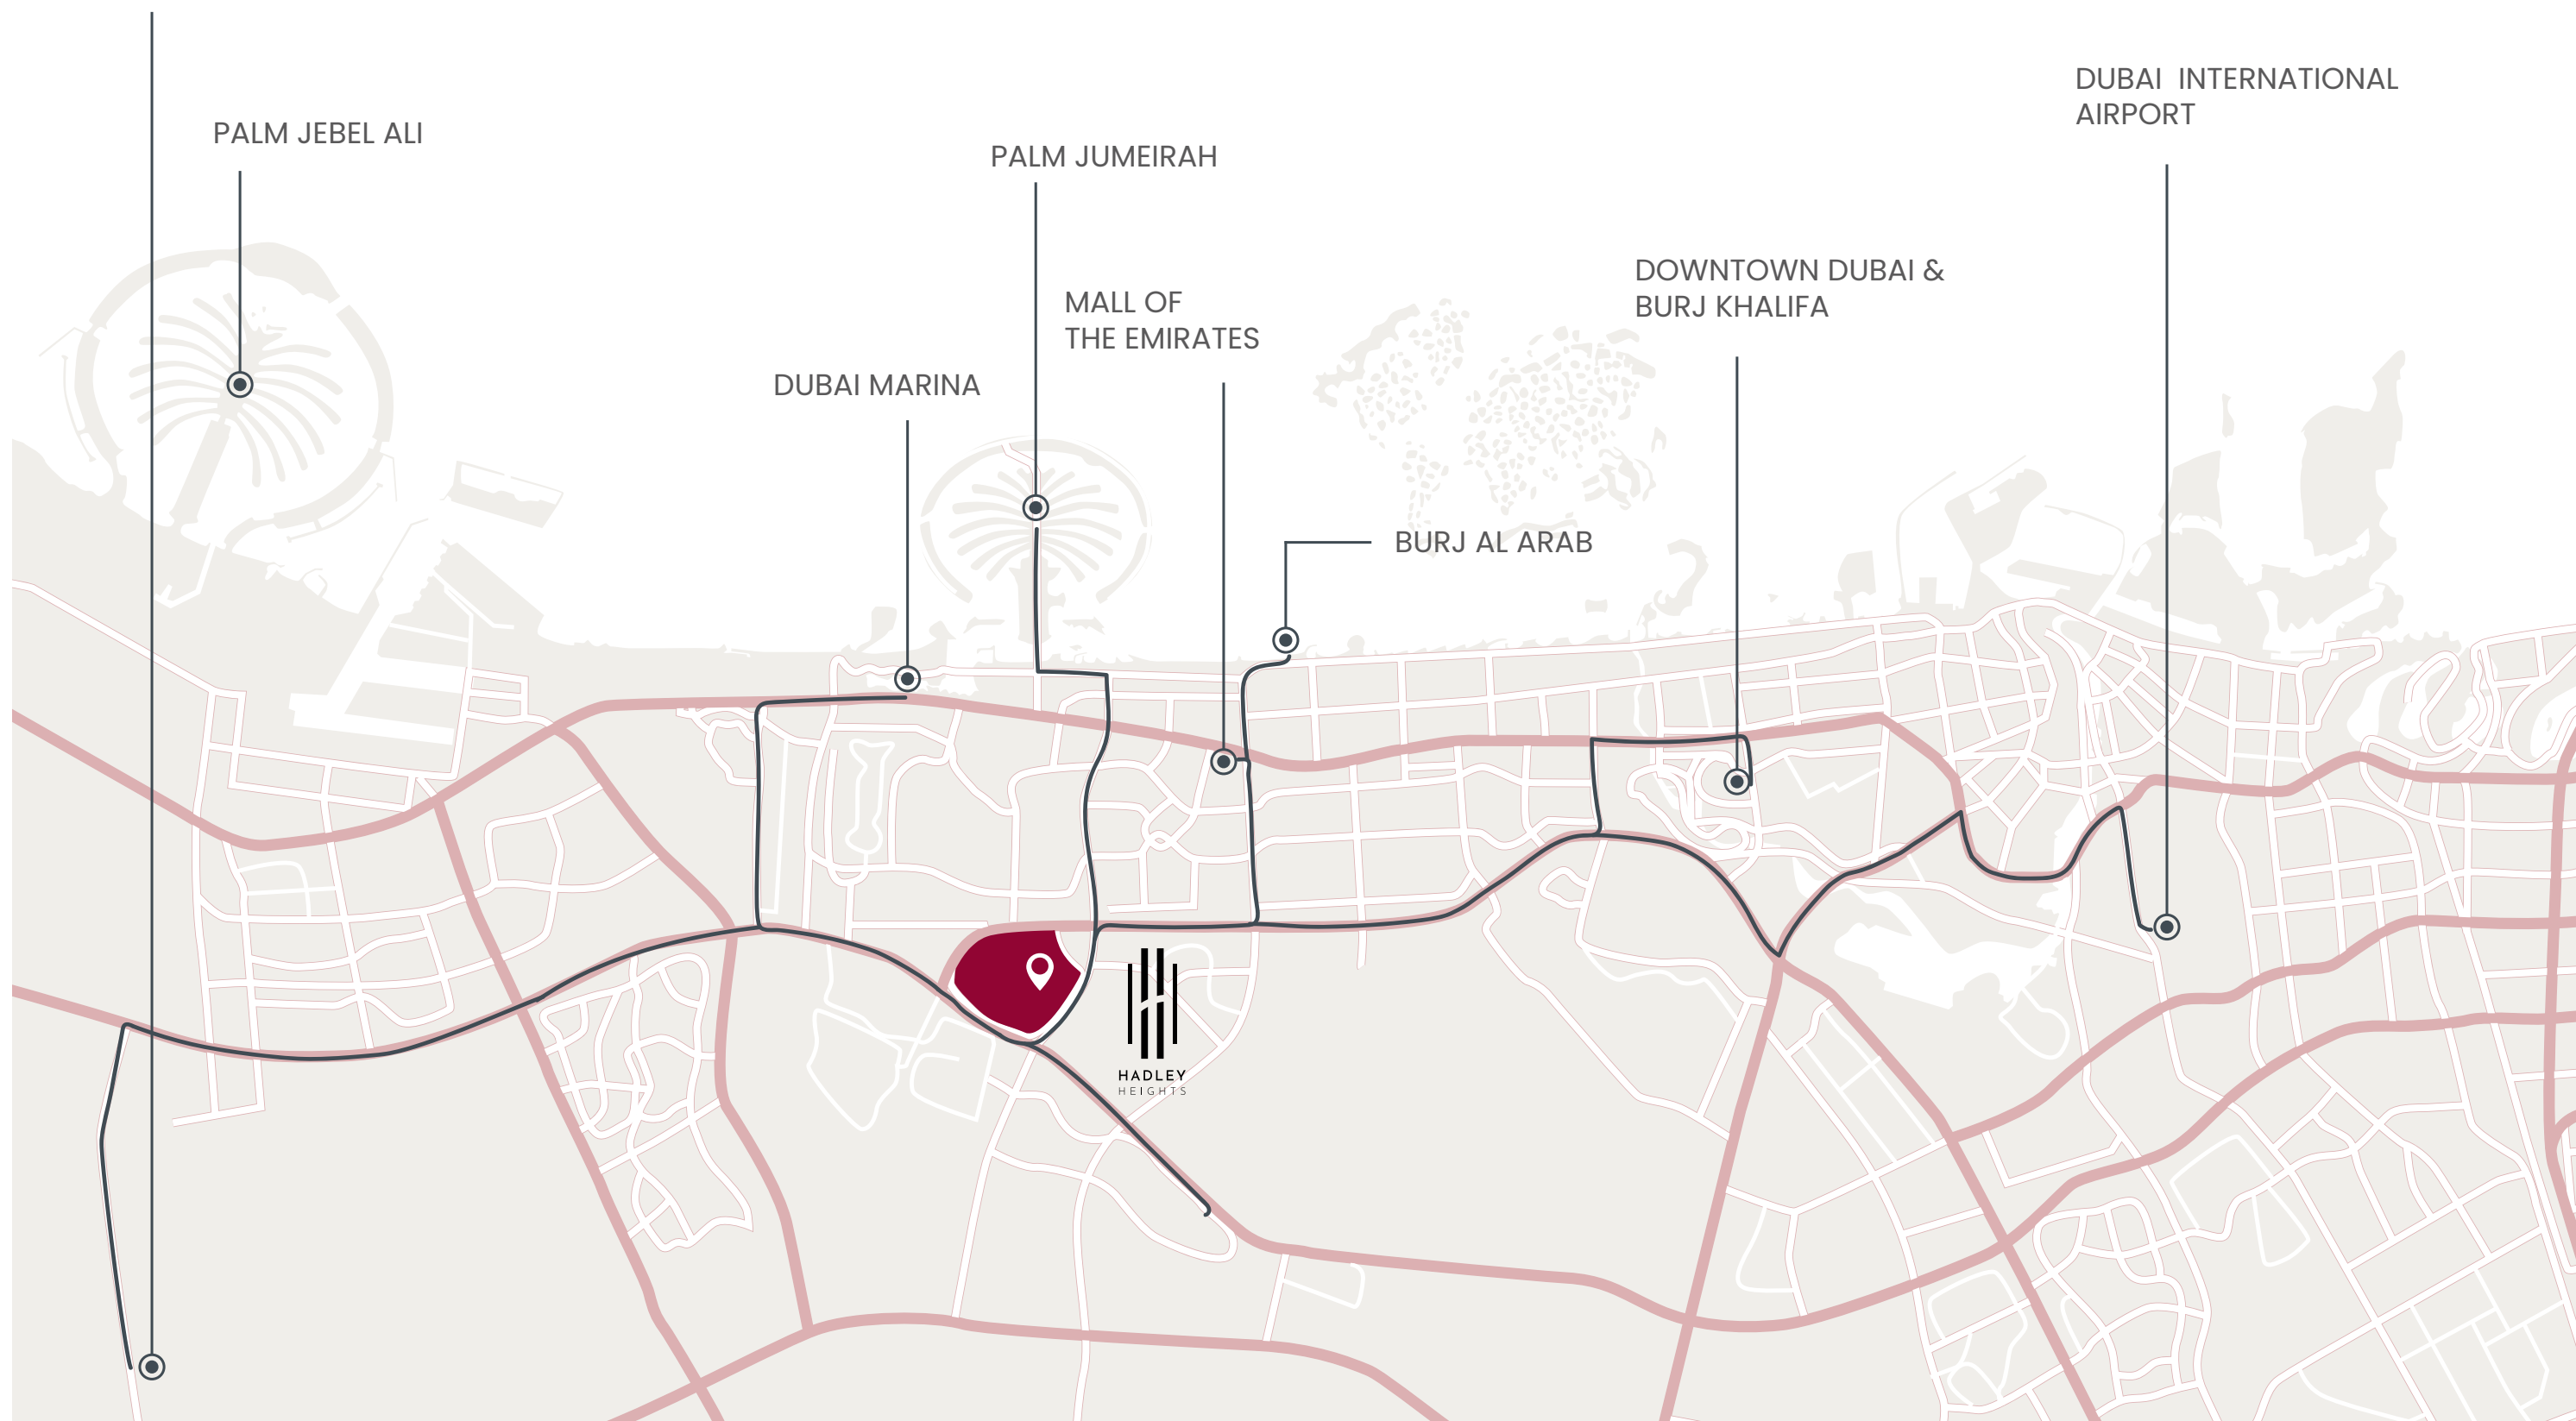 DUBAI INTERNATIONAL
AIRPORT
PALM JEBEL ALI
PALM JUMEIRAH
DOWNTOWN DUBAI &
BURJ KHALIFA
MALL OF
THE EMIRATES
DUBAI MARINA
BURJ AL ARAB
HADLEY
HEIGHTS